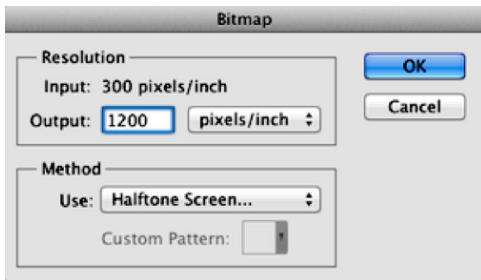 Bitmap
Resolution
Input: 300 pixels/inch
Output: 1200 pixels/inch
OK
Cancel
Method
Use: Halftone Screen...
Custom Pattern: